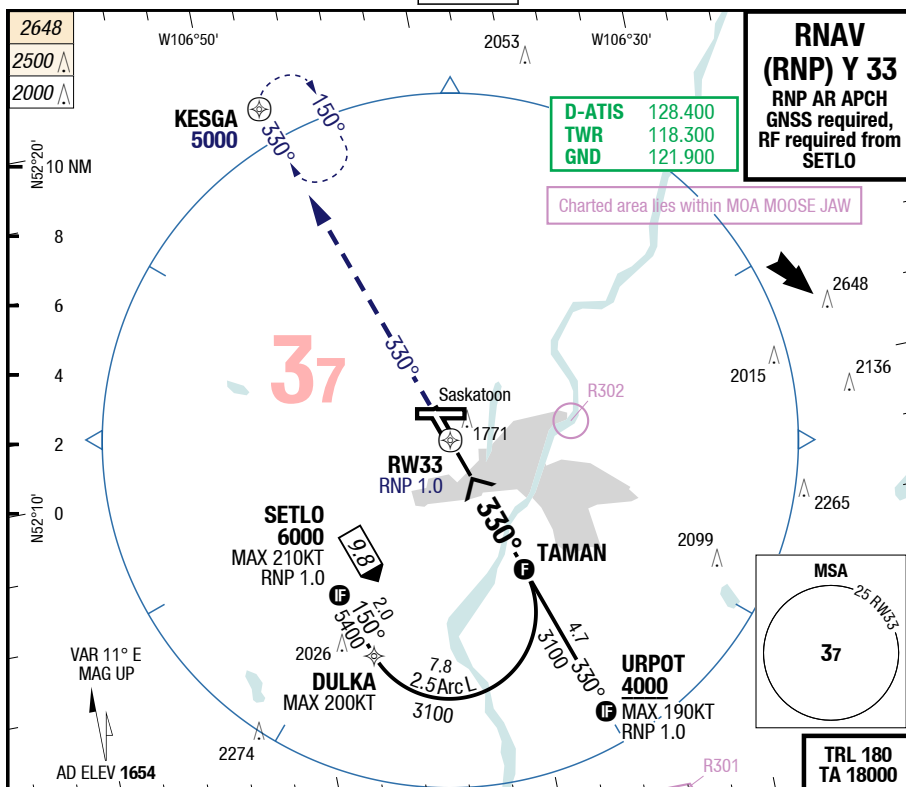 2648
2500
2000
W106°50'
2053
W106°30'
RNAV
(RNP) Y 33
RNP AR APCH
GNSS required,
RF required from
SETLO
D-ATIS 128.400
TWR 118.300
GND 121.900
Charted area lies within MOA MOOSE JAW
KESGA
5000
150°
330°
N52°20'
10 NM
8
6
4
2
0
N52°10'
2648
2015
2136
37
330°
Saskatoon
1771
R302
RW33
RNP 1.0
2265
330°
SETLO
6000
MAX 210KT
RNP 1.0
9.8
F
TAMAN
2099
IF
2.0
150°
5400
2026
DULKA
MAX 200KT
7.8
2.5ArcL
3100
4.7
3100
330°
URPOT
4000
IF
MAX 190KT
RNP 1.0
MSA
25 RW33
37
VAR 11° E
MAG UP
2274
AD ELEV 1654
R301
TRL 180
TA 18000